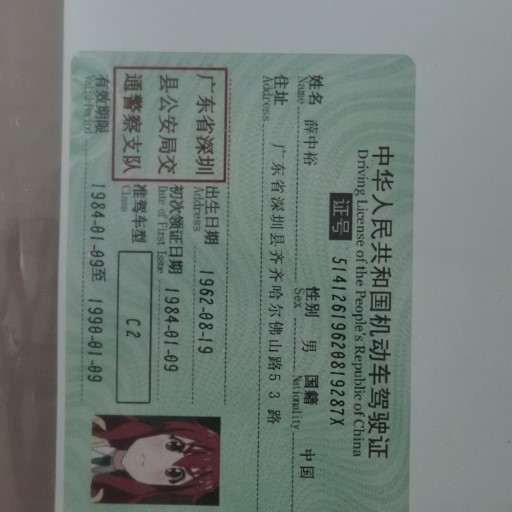 中华人民共和国机动车驾驶证
Driving License of the People's Republic of China
证号 51412619620819287X
姓名 薛中裕 性别 男 国籍 中国
Name Sex Nationality
住址 广东省深圳县齐齐哈尔佛山路53路
Address
广东省深圳
县公安局交
通警察支队
出生日期 1962-08-19
Address
初次领证日期 1984-01-09
Date of First Issue
准驾车型 C2
Class
有效期限 1984-01-09至 1990-01-09
Valid Period